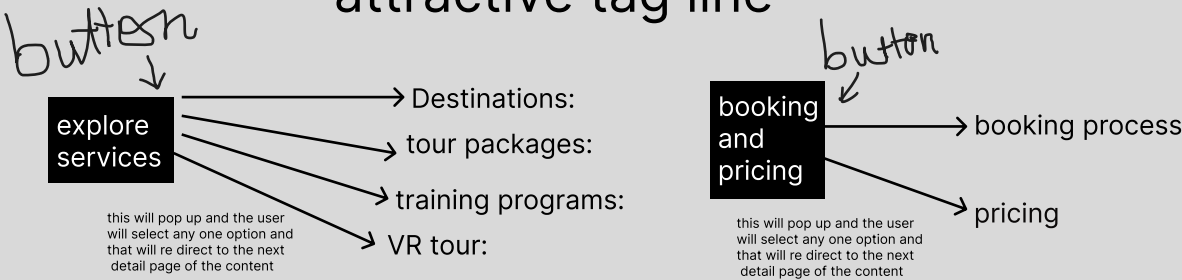 attractive tag line
button
explore
services
Destinations:
tour packages:
training programs:
VR tour:
this will pop up and the user
will select any one option and
that will re direct to the next
detail page of the content
button
booking
and
pricing
booking process
pricing
this will pop up and the user
will select any one option and
that will re direct to the next
detail page of the content